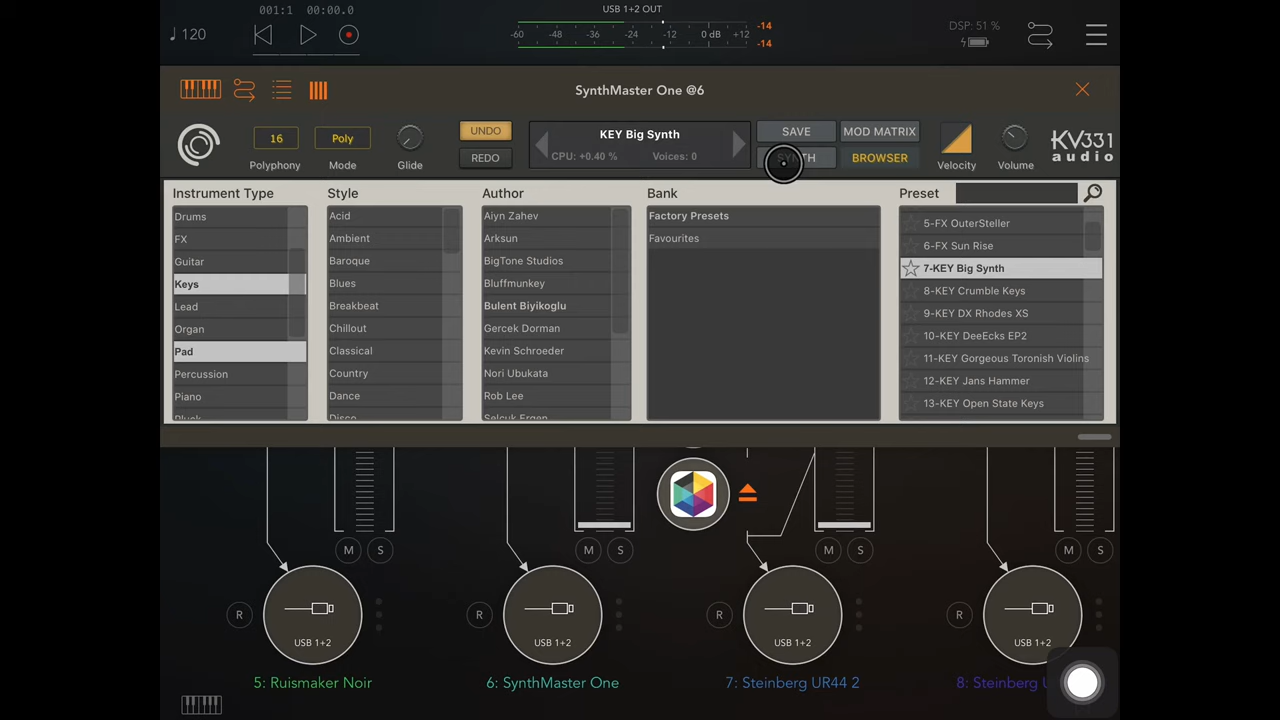 USB 1+2 OUT
001:1 00:00.0
120
-60 -48 -36 -24 -12 0 dB +12
-14
-14
DSP: 51 %
SynthMaster One @6
16
Polyphony
Poly
Mode
Glide
UNDO
REDO
KEY Big Synth
CPU: +0.40 % Voices: 0
SAVE
MOD MATRIX
SYNTH
BROWSER
Velocity
Volume
KV331
audio
Instrument Type
Drums
FX
Guitar
Keys
Lead
Organ
Pad
Percussion
Piano
Pluck
Style
Acid
Ambient
Baroque
Blues
Breakbeat
Chillout
Classical
Country
Dance
Disco
Author
Aiyn Zahev
Arksun
BigTone Studios
Bluffmunkey
Bulent Biyikoglu
Gercek Dorman
Kevin Schroeder
Nori Ubukata
Rob Lee
Selcuk Ergen
Bank
Factory Presets
Favourites
Preset
5-FX OuterSteller
6-FX Sun Rise
7-KEY Big Synth
8-KEY Crumble Keys
9-KEY DX Rhodes XS
10-KEY DeeEcks EP2
11-KEY Gorgeous Toronish Violins
12-KEY Jans Hammer
13-KEY Open State Keys
M S M S M S M S
R USB 1+2 R USB 1+2 R USB 1+2 R USB 1+2
5: Ruismaker Noir
6: SynthMaster One
7: Steinberg UR44 2
8: Steinberg